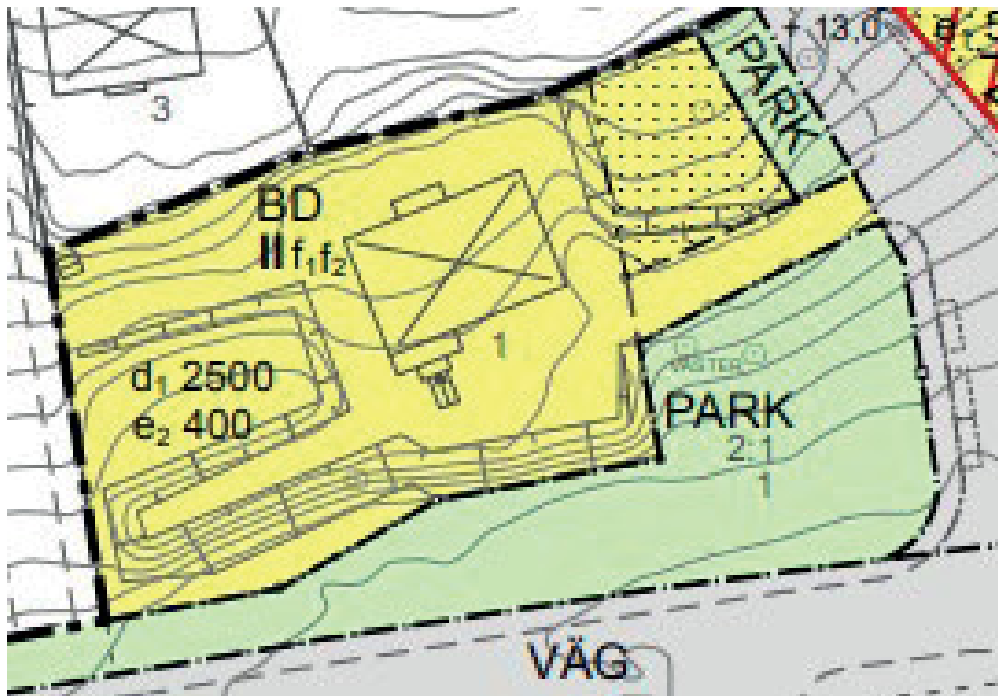 + 13,0
PARK
3
BD
II f₁f₂
1
d₁ 2500
e₂ 400
PARK
2:1
1
VÄG